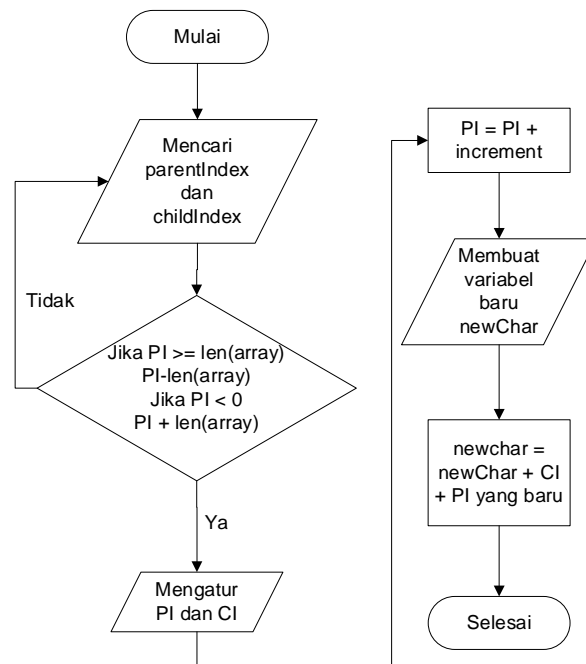 Mulai
Mencari
parentIndex
dan
childIndex
Tidak
Jika PI >= len(array)
PI-len(array)
Jika PI < 0
PI + len(array)
Ya
Mengatur
PI dan CI
PI = PI +
increment
Membuat
variabel
baru
newChar
newchar =
newChar + CI
+ PI yang baru
Selesai